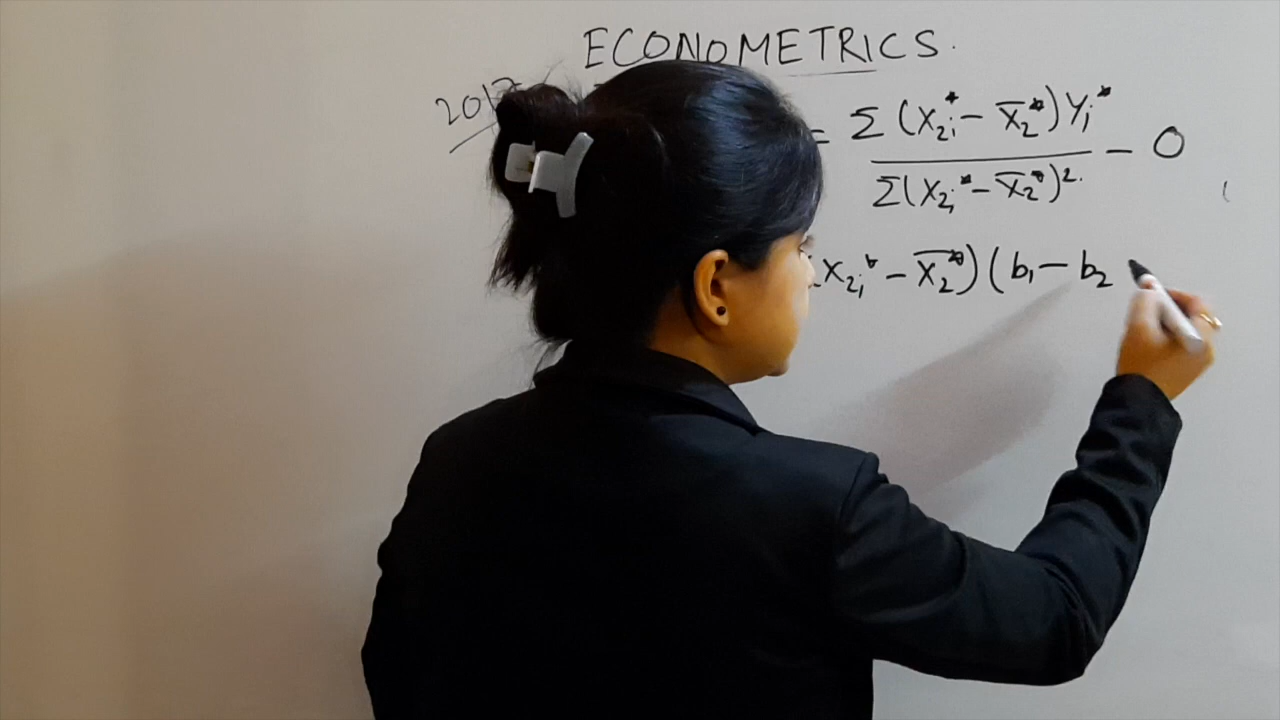 ECONOMETRICS.
2017
= Σ (X₂ᵢ* − X̅₂*) Yᵢ* − 0
Σ(X₂ᵢ* − X̅₂*)².
X₂ᵢ* − X̅₂*) (b₁ − b₂